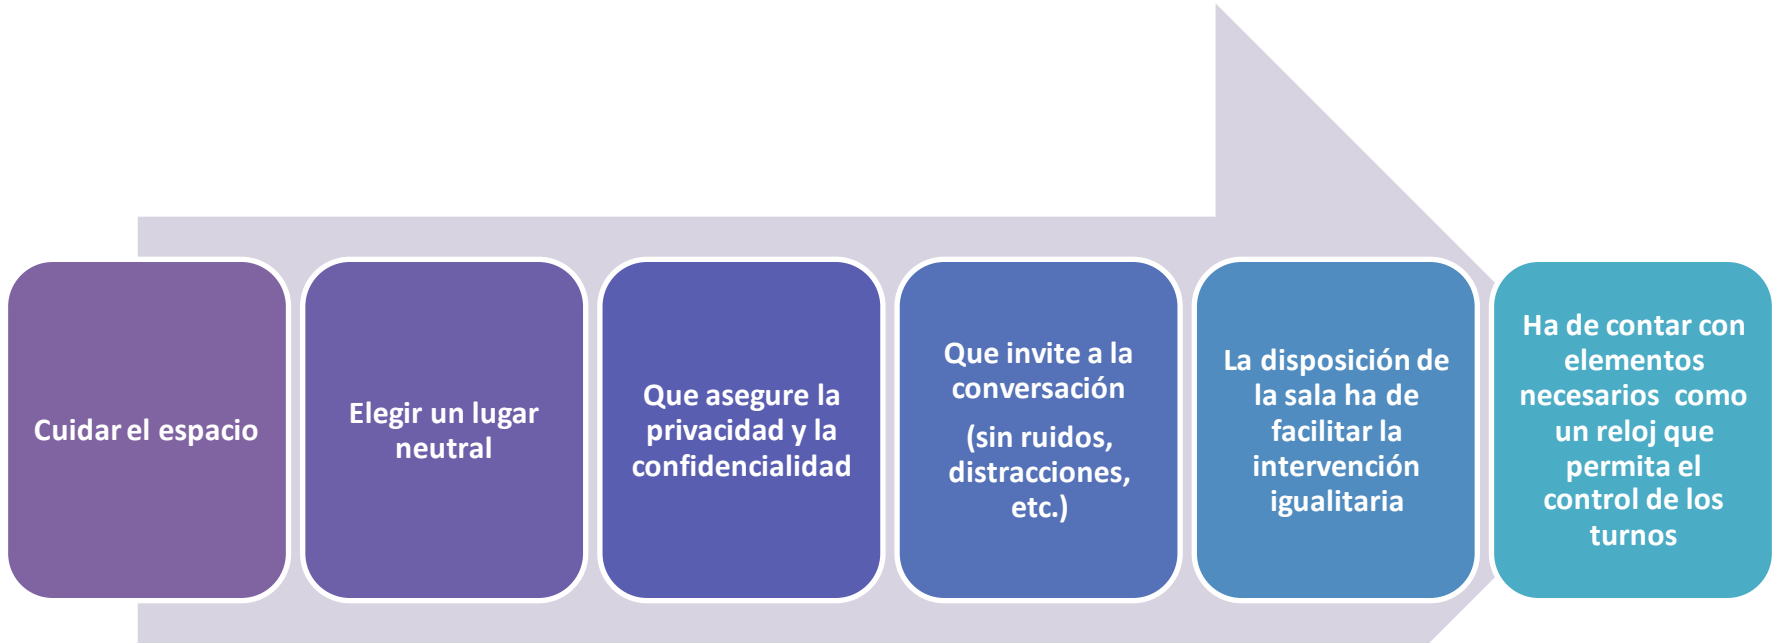 Cuidar el espacio
Elegir un lugar
neutral
Que asegure la
privacidad y la
confidencialidad
Que invite a la
conversación
(sin ruidos,
distracciones,
etc.)
La disposición de
la sala ha de
facilitar la
intervención
igualitaria
Ha de contar con
elementos
necesarios como
un reloj que
permita el
control de los
turnos